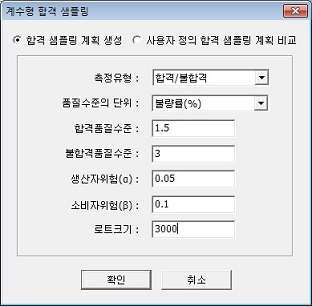 계수형 합격 샘플링
합격 샘플링 계획 생성 사용자 정의 합격 샘플링 계획 비교
측정유형 : 합격/불합격
품질수준의 단위 : 불량률(%)
합격품질수준 : 1.5
불합격품질수준 : 3
생산자위험(α) : 0.05
소비자위험(β) : 0.1
로트크기 : 3000
확인 취소